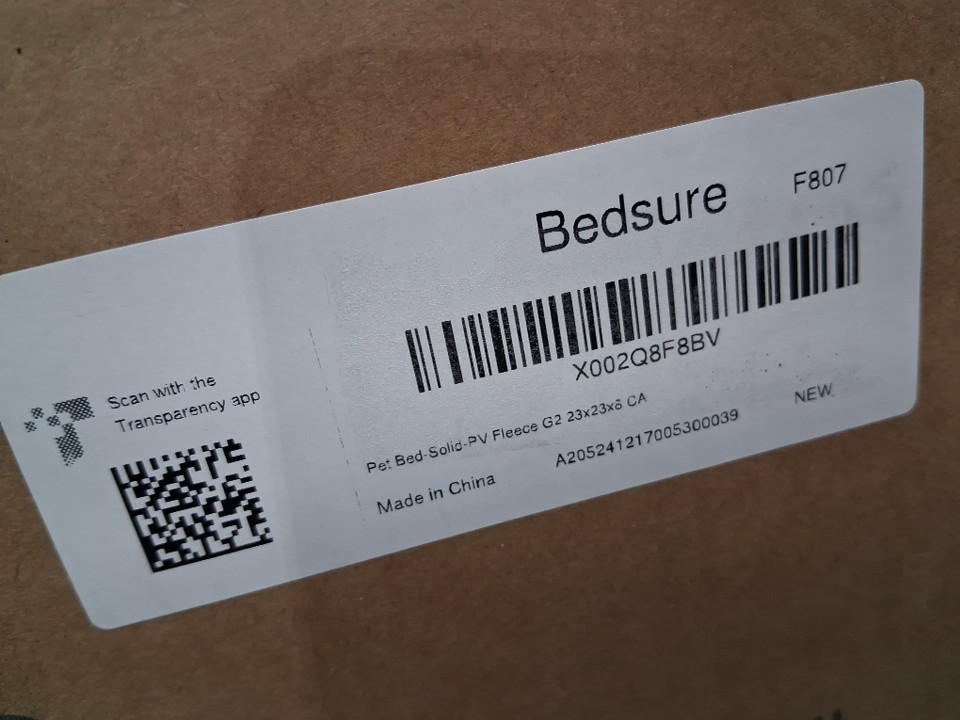 Bedsure
F807
X002Q8F8BV
Pet Bed-Solid-PV Fleece G2 23x23x6 CA
NEW
Made in China
A205241217005300039
Scan with the
Transparency app